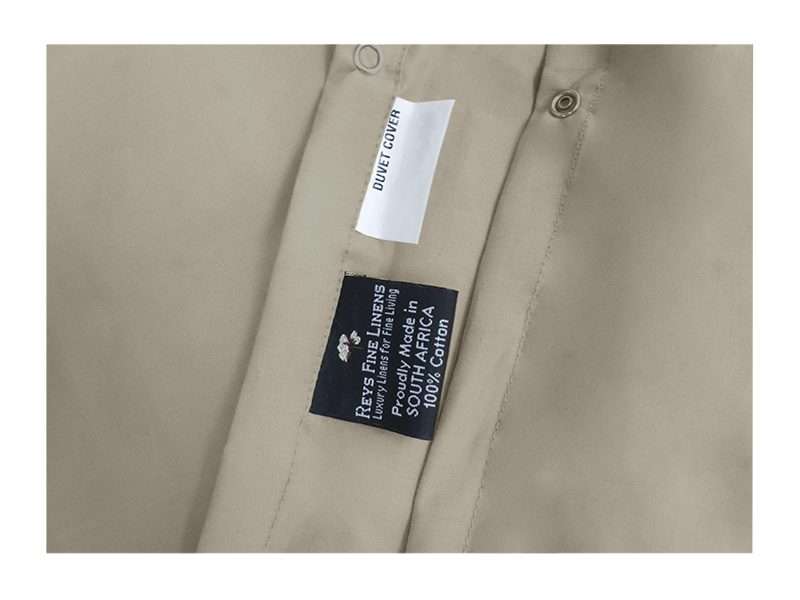 DUVET COVER
REYS FINE LINENS
Luxury Linens for Fine Living
Proudly Made in
SOUTH AFRICA
100% Cotton